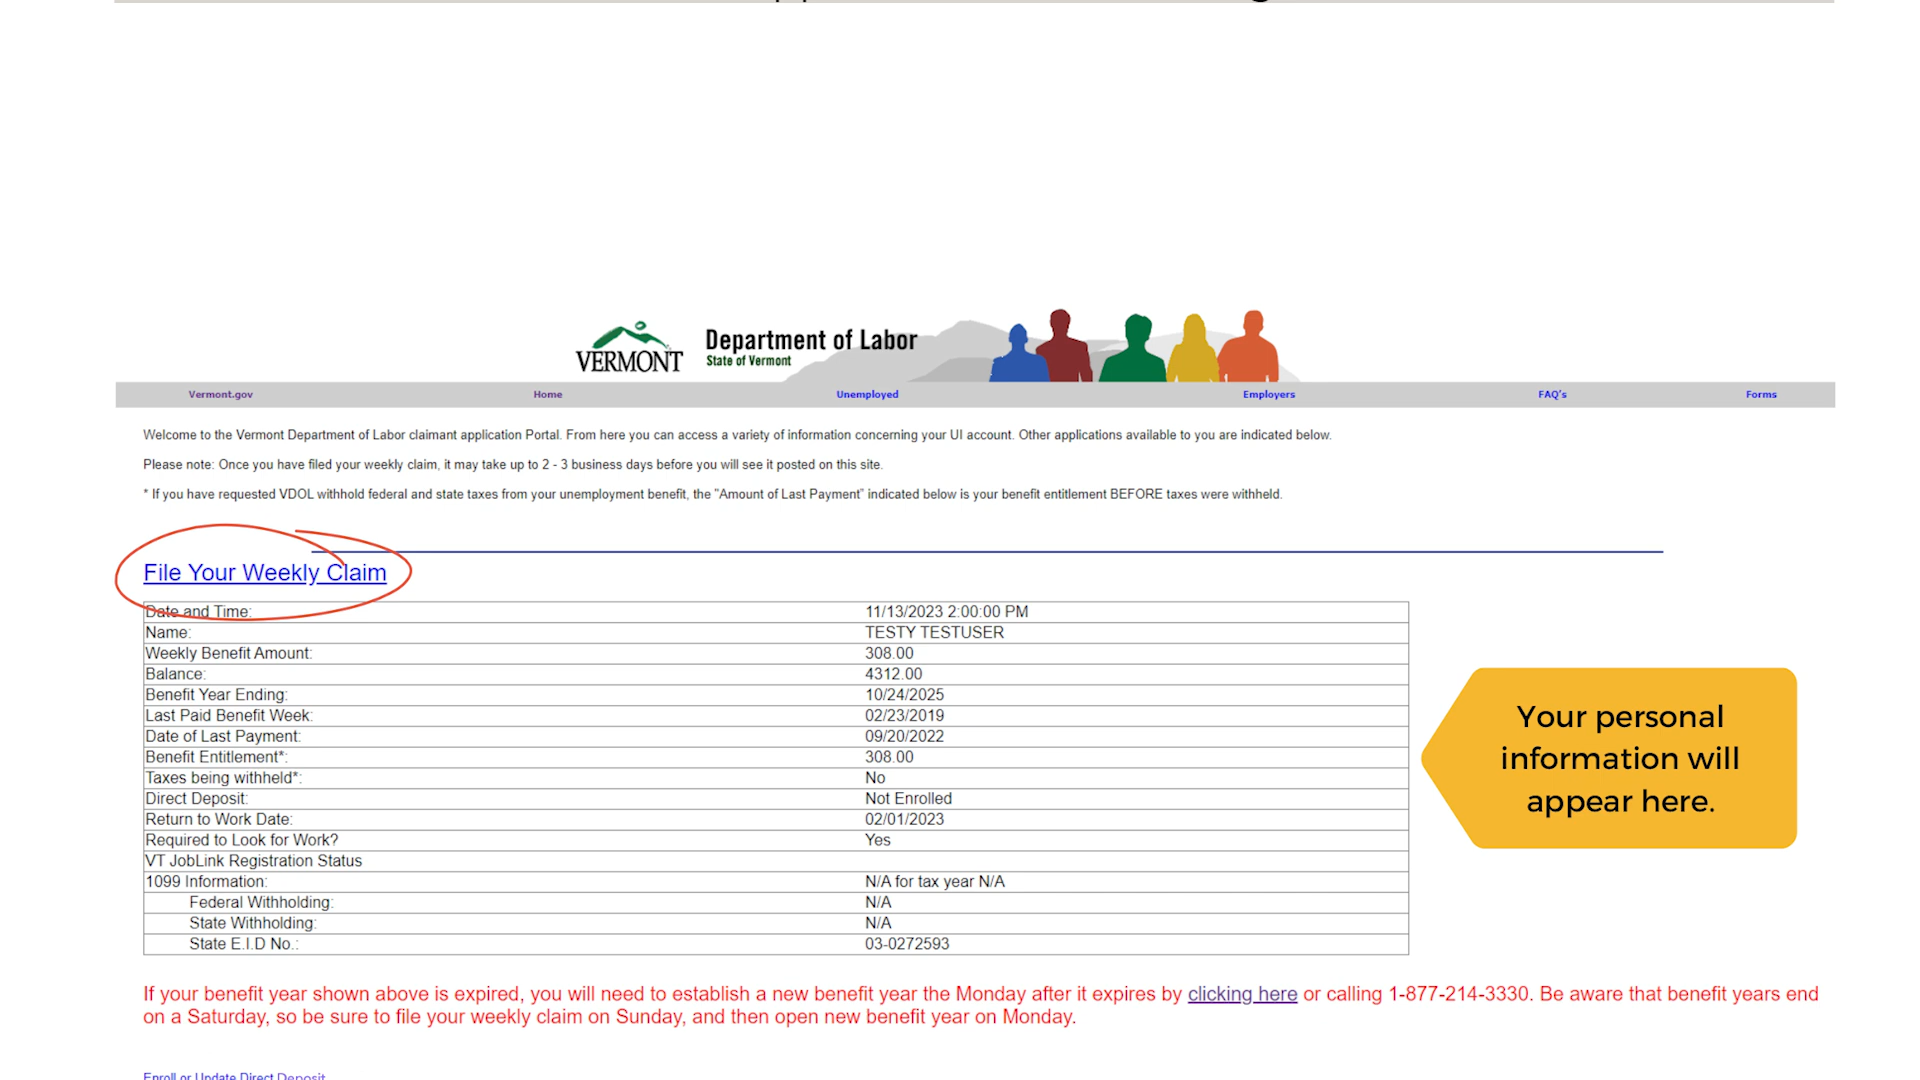 VERMONT
Department of Labor
State of Vermont
Vermont.gov Home Unemployed Employers FAQ's Forms
Welcome to the Vermont Department of Labor claimant application Portal. From here you can access a variety of information concerning your UI account. Other applications available to you are indicated below.
Please note: Once you have filed your weekly claim, it may take up to 2 - 3 business days before you will see it posted on this site.
* If you have requested VDOL withhold federal and state taxes from your unemployment benefit, the "Amount of Last Payment" indicated below is your benefit entitlement BEFORE taxes were withheld.
File Your Weekly Claim
Date and Time: 11/13/2023 2:00:00 PM
Name: TESTY TESTUSER
Weekly Benefit Amount: 308.00
Balance: 4312.00
Benefit Year Ending: 10/24/2025
Last Paid Benefit Week: 02/23/2019
Date of Last Payment: 09/20/2022
Benefit Entitlement*: 308.00
Taxes being withheld*: No
Direct Deposit: Not Enrolled
Return to Work Date: 02/01/2023
Required to Look for Work? Yes
VT JobLink Registration Status
1099 Information: N/A for tax year N/A
Federal Withholding: N/A
State Withholding: N/A
State E.I.D No.: 03-0272593
Your personal
information will
appear here.
If your benefit year shown above is expired, you will need to establish a new benefit year the Monday after it expires by clicking here or calling 1-877-214-3330. Be aware that benefit years end
on a Saturday, so be sure to file your weekly claim on Sunday, and then open new benefit year on Monday.
Enroll or Update Direct Deposit